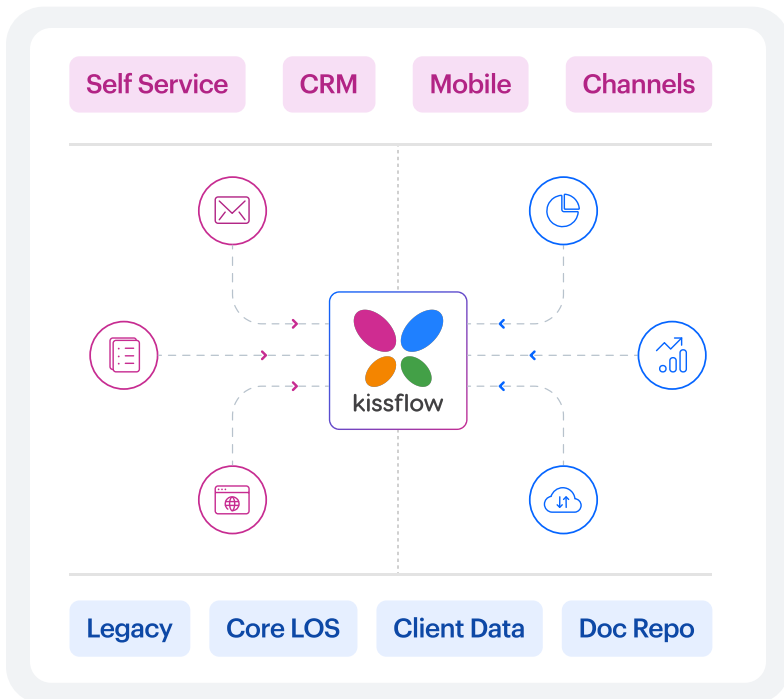 Self Service
CRM
Mobile
Channels
kissflow
Legacy
Core LOS
Client Data
Doc Repo